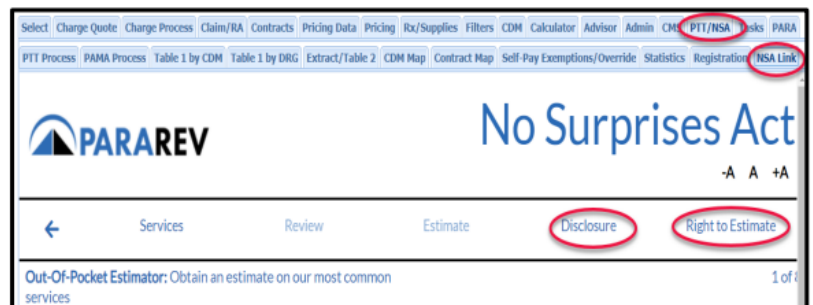 Select Charge Quote Charge Process Claim/RA Contracts Pricing Data Pricing Rx/Supplies Filters CDM Calculator Advisor Admin CMS PTT/NSA Tasks PARA
PTT Process PAMA Process Table 1 by CDM Table 1 by DRG Extract/Table 2 CDM Map Contract Map Self-Pay Exemptions/Override Statistics Registration NSA Link
PARAREV
No Surprises Act
-A A +A
Services Review Estimate Disclosure Right to Estimate
Out-Of-Pocket Estimator: Obtain an estimate on our most common 1 of
services